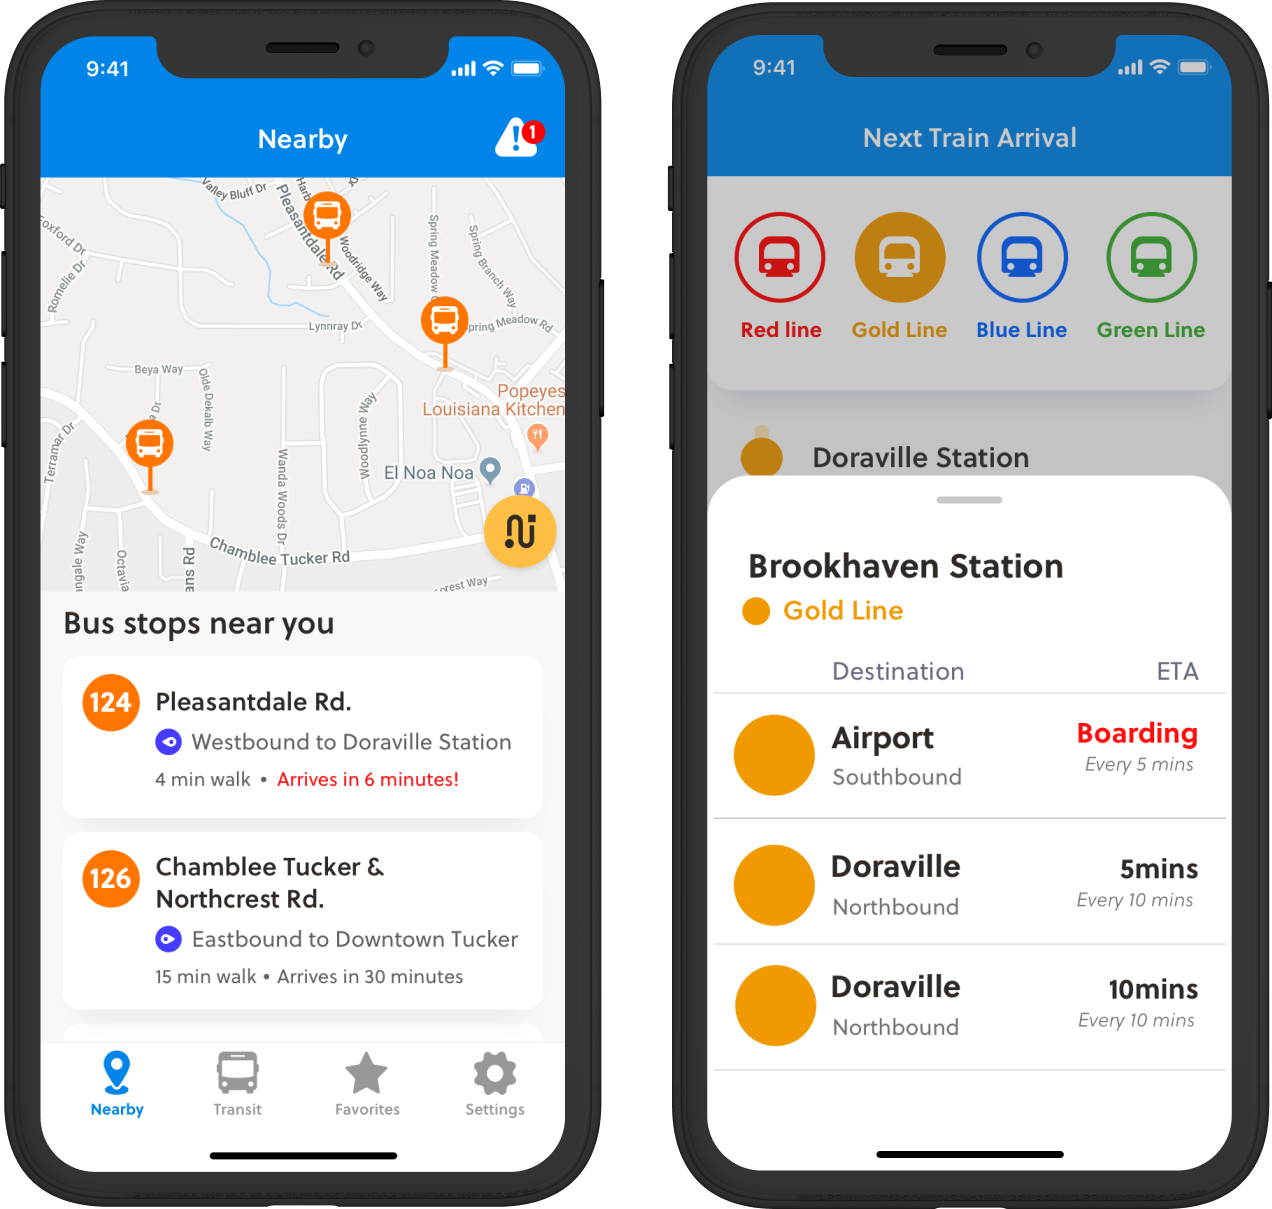 9:41
Nearby
1
Valley Bluff Dr
Pleasantdale Rd
Woodridge Way
Spring Meadow
Spring Branch Way
Foxford Dr
Romelle Dr
Lynnray Dr
Spring Meadow Rd
Beya Way
Olde Dekalb Way
Popeyes
Louisiana Kitchen
Terramar Dr
Woodlynne Way
Wanda Woods Dr
El Noa Noa
Chamblee Tucker Rd
Octavia
Bus stops near you
124
Pleasantdale Rd.
Westbound to Doraville Station
4 min walk • Arrives in 6 minutes!
126
Chamblee Tucker &
Northcrest Rd.
Eastbound to Downtown Tucker
15 min walk • Arrives in 30 minutes
Nearby Transit Favorites Settings
9:41
Next Train Arrival
Red line Gold Line Blue Line Green Line
Doraville Station
Brookhaven Station
Gold Line
Destination ETA
Airport Boarding
Southbound Every 5 mins
Doraville 5mins
Northbound Every 10 mins
Doraville 10mins
Northbound Every 10 mins